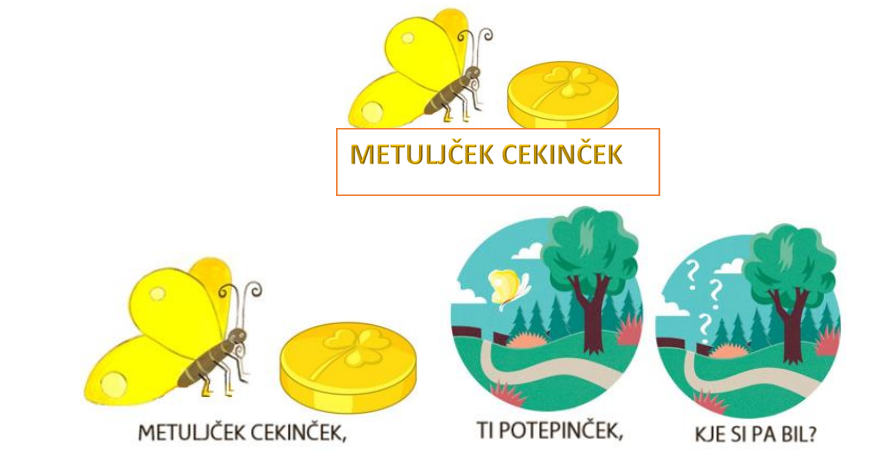 METULJČEK CEKINČEK
METULJČEK CEKINČEK,
TI POTEPINČEK,
KJE SI PA BIL?
? ? ?